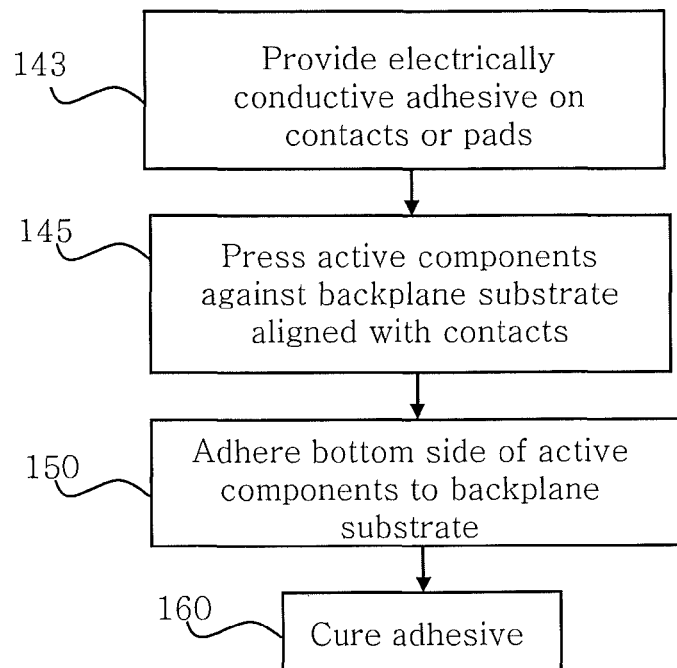 143
Provide electrically
conductive adhesive on
contacts or pads
145
Press active components
against backplane substrate
aligned with contacts
150
Adhere bottom side of active
components to backplane
substrate
160
Cure adhesive